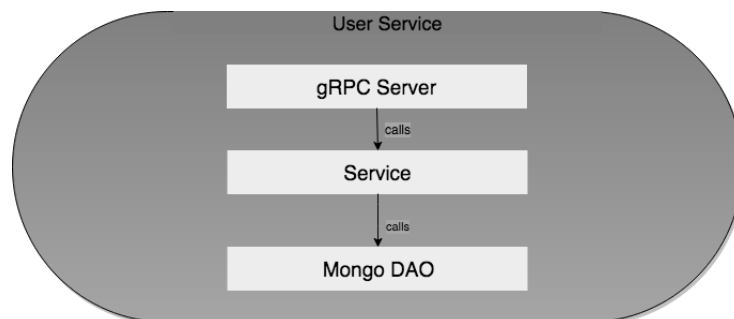 User Service
gRPC Server
calls
Service
calls
Mongo DAO